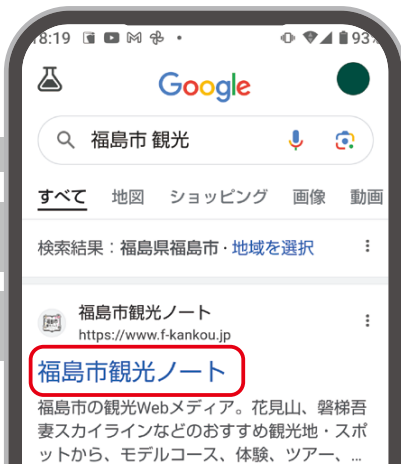 8:19 93%
Google
福島市 観光
すべて 地図 ショッピング 画像 動画
検索結果：福島県福島市・地域を選択
福島市観光ノート
https://www.f-kankou.jp
福島市観光ノート
福島市の観光Webメディア。花見山、磐梯吾
妻スカイラインなどのおすすめ観光地・スポ
ットから、モデルコース、体験、ツアー、...